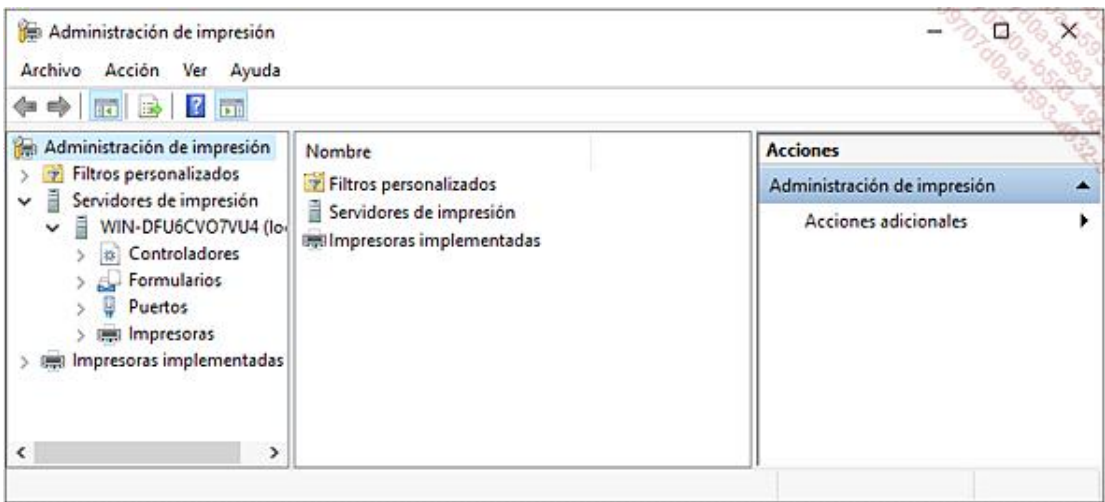 Administración de impresión
Archivo Acción Ver Ayuda
Administración de impresión
Filtros personalizados
Servidores de impresión
WIN-DFU6CVO7VU4 (lo
Controladores
Formularios
Puertos
Impresoras
Impresoras implementadas
Nombre
Filtros personalizados
Servidores de impresión
Impresoras implementadas
Acciones
Administración de impresión
Acciones adicionales